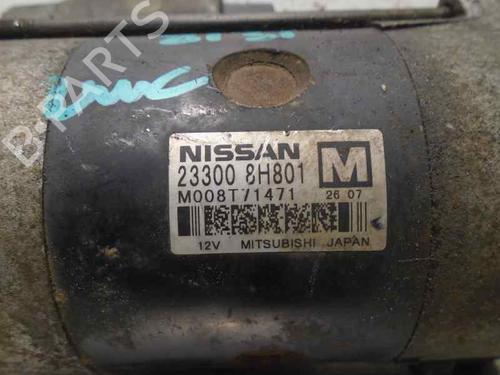 B-PARTS
NISSAN
M
23300 8H801
M008T71471
26 07
12V MITSUBISHI JAPAN